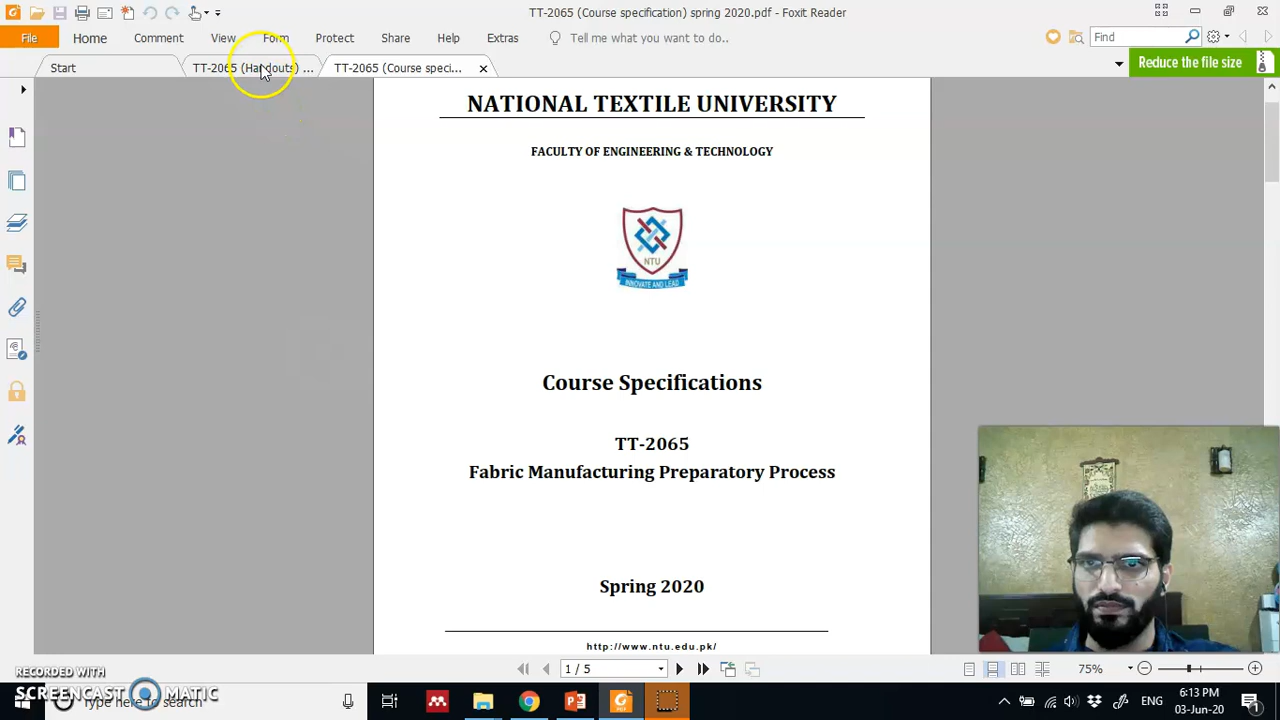 TT-2065 (Course specification) spring 2020.pdf - Foxit Reader
File Home Comment View Form Protect Share Help Extras Tell me what you want to do.. Find
Start TT-2065 (Handouts) ... TT-2065 (Course speci... Reduce the file size
NATIONAL TEXTILE UNIVERSITY
FACULTY OF ENGINEERING & TECHNOLOGY
NTU
INNOVATE AND LEAD
Course Specifications
TT-2065
Fabric Manufacturing Preparatory Process
Spring 2020
http://www.ntu.edu.pk/
1 / 5 75%
RECORDED WITH
SCREENCAST MATIC
Type here to search
ENG
6:13 PM
03-Jun-20
1